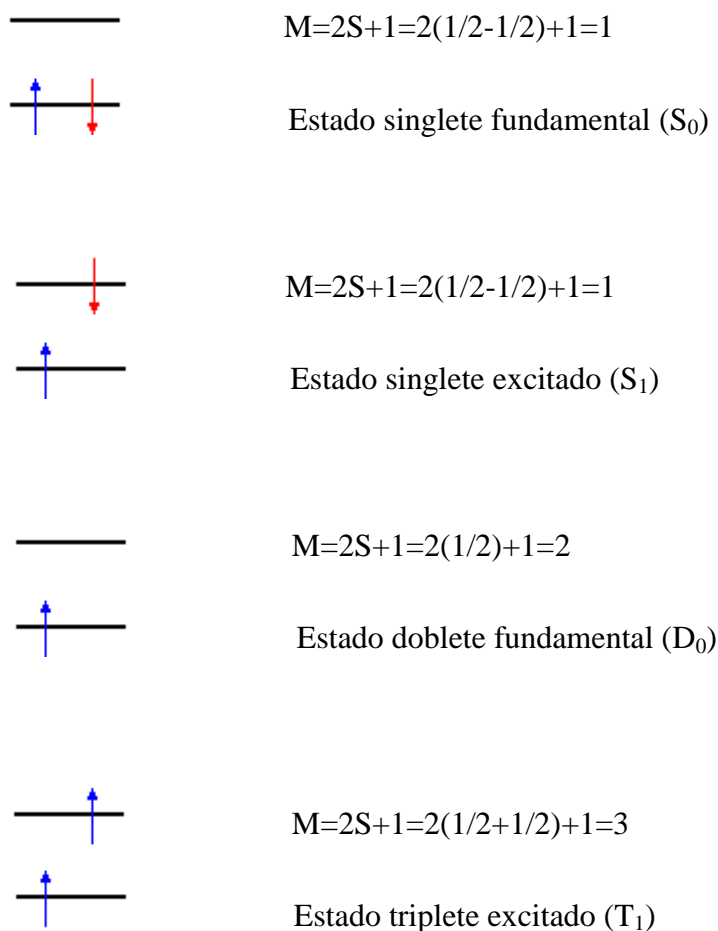 M=2S+1=2(1/2-1/2)+1=1
Estado singlete fundamental (S₀)
M=2S+1=2(1/2-1/2)+1=1
Estado singlete excitado (S₁)
M=2S+1=2(1/2)+1=2
Estado doblete fundamental (D₀)
M=2S+1=2(1/2+1/2)+1=3
Estado triplete excitado (T₁)